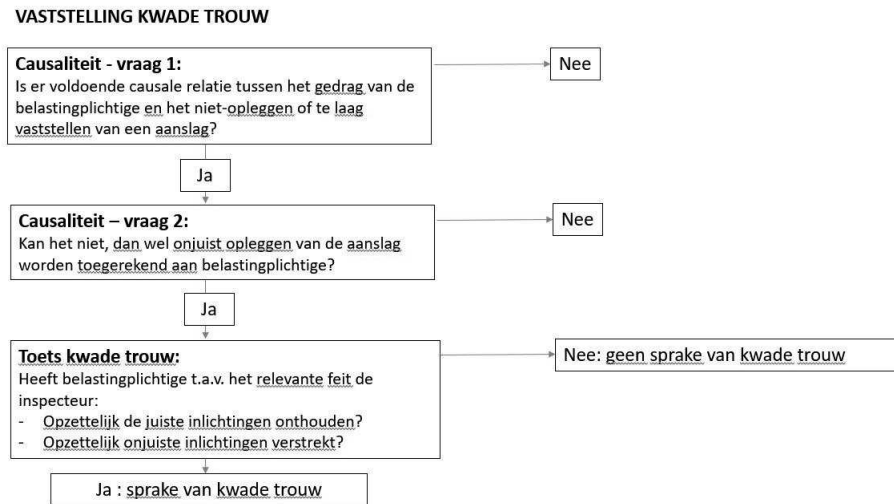 VASTSTELLING KWADE TROUW
Causaliteit - vraag 1:
Is er voldoende causale relatie tussen het gedrag van de
belastingplichtige en het niet-opleggen of te laag
vaststellen van een aanslag?
Nee
Ja
Causaliteit – vraag 2:
Kan het niet, dan wel onjuist opleggen van de aanslag
worden toegerekend aan belastingplichtige?
Nee
Ja
Toets kwade trouw:
Heeft belastingplichtige t.a.v. het relevante feit de
inspecteur:
- Opzettelijk de juiste inlichtingen onthouden?
- Opzettelijk onjuiste inlichtingen verstrekt?
Nee: geen sprake van kwade trouw
Ja : sprake van kwade trouw